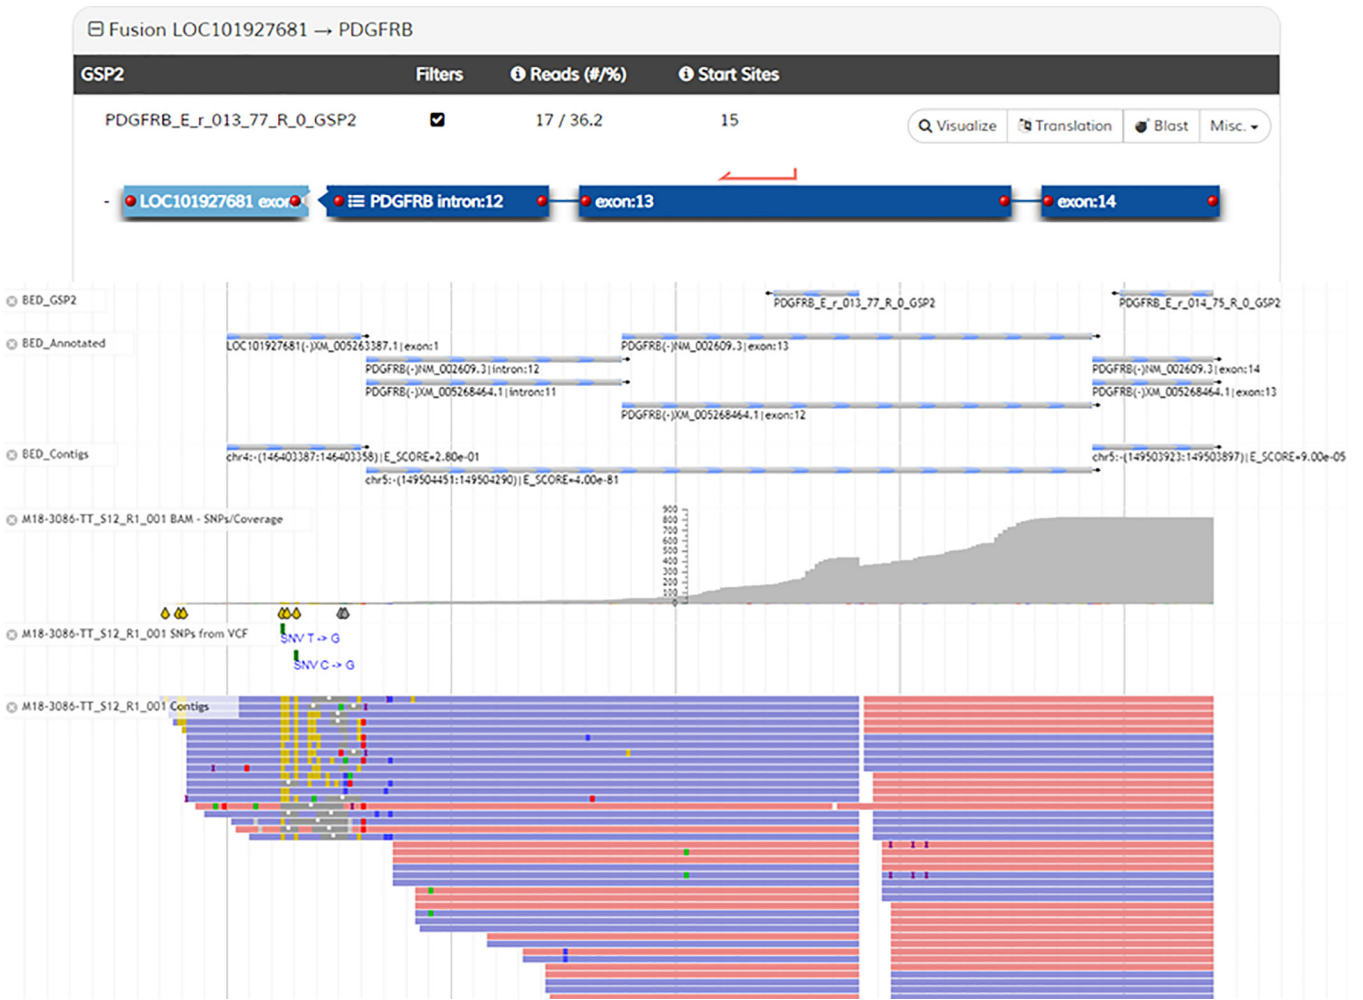 Fusion LOC101927681 → PDGFRB
GSP2 Filters Reads (#/%) Start Sites
PDGFRB_E_r_013_77_R_0_GSP2 17 / 36.2 15 Visualize Translation Blast Misc.
- LOC101927681 exon PDGFRB intron:12 exon:13 exon:14
BED_GSP2
PDGFRB_E_r_013_77_R_0_GSP2 PDGFRB_E_r_014_75_R_0_GSP2
BED_Annotated
LOC101927681(-)XM_005263387.1|exon:1 PDGFRB(-)NM_002609.3|exon:13
PDGFRB(-)NM_002609.3|intron:12 PDGFRB(-)NM_002609.3|exon:14
PDGFRB(-)XM_005268464.1|intron:11 PDGFRB(-)XM_005268464.1|exon:13
PDGFRB(-)XM_005268464.1|exon:12
BED_Contigs
chr4:-(146403387:146403358)|E_SCORE=2.80e-01 chr5:-(149503923:149503897)|E_SCORE=9.00e-05
chr5:-(149504451:149504290)|E_SCORE=4.00e-81
M18-3086-TT_S12_R1_001 BAM - SNPs/Coverage
900
800
700
600
500
400
300
200
100
0
M18-3086-TT_S12_R1_001 SNPs from VCF
SNV T -> G
SNV C -> G
M18-3086-TT_S12_R1_001 Contigs